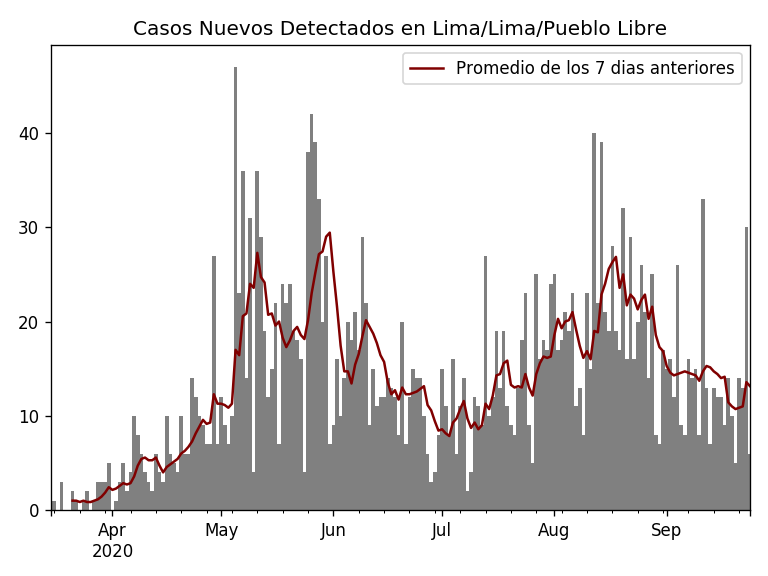 Casos Nuevos Detectados en Lima/Lima/Pueblo Libre
Promedio de los 7 dias anteriores
40
30
20
10
0
Apr
2020
May
Jun
Jul
Aug
Sep